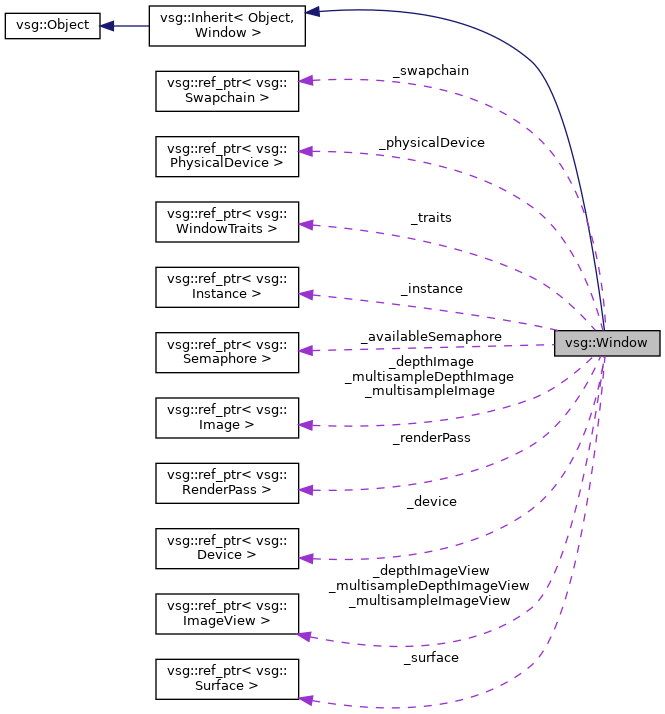 vsg::Object
vsg::Inherit< Object,
Window >
_swapchain
vsg::ref_ptr< vsg::
Swapchain >
_physicalDevice
vsg::ref_ptr< vsg::
PhysicalDevice >
_traits
vsg::ref_ptr< vsg::
WindowTraits >
_instance
vsg::ref_ptr< vsg::
Instance >
_availableSemaphore
vsg::Window
vsg::ref_ptr< vsg::
Semaphore >
_depthImage
_multisampleDepthImage
_multisampleImage
vsg::ref_ptr< vsg::
Image >
_renderPass
vsg::ref_ptr< vsg::
RenderPass >
_device
vsg::ref_ptr< vsg::
Device >
_depthImageView
_multisampleDepthImageView
_multisampleImageView
vsg::ref_ptr< vsg::
ImageView >
_surface
vsg::ref_ptr< vsg::
Surface >